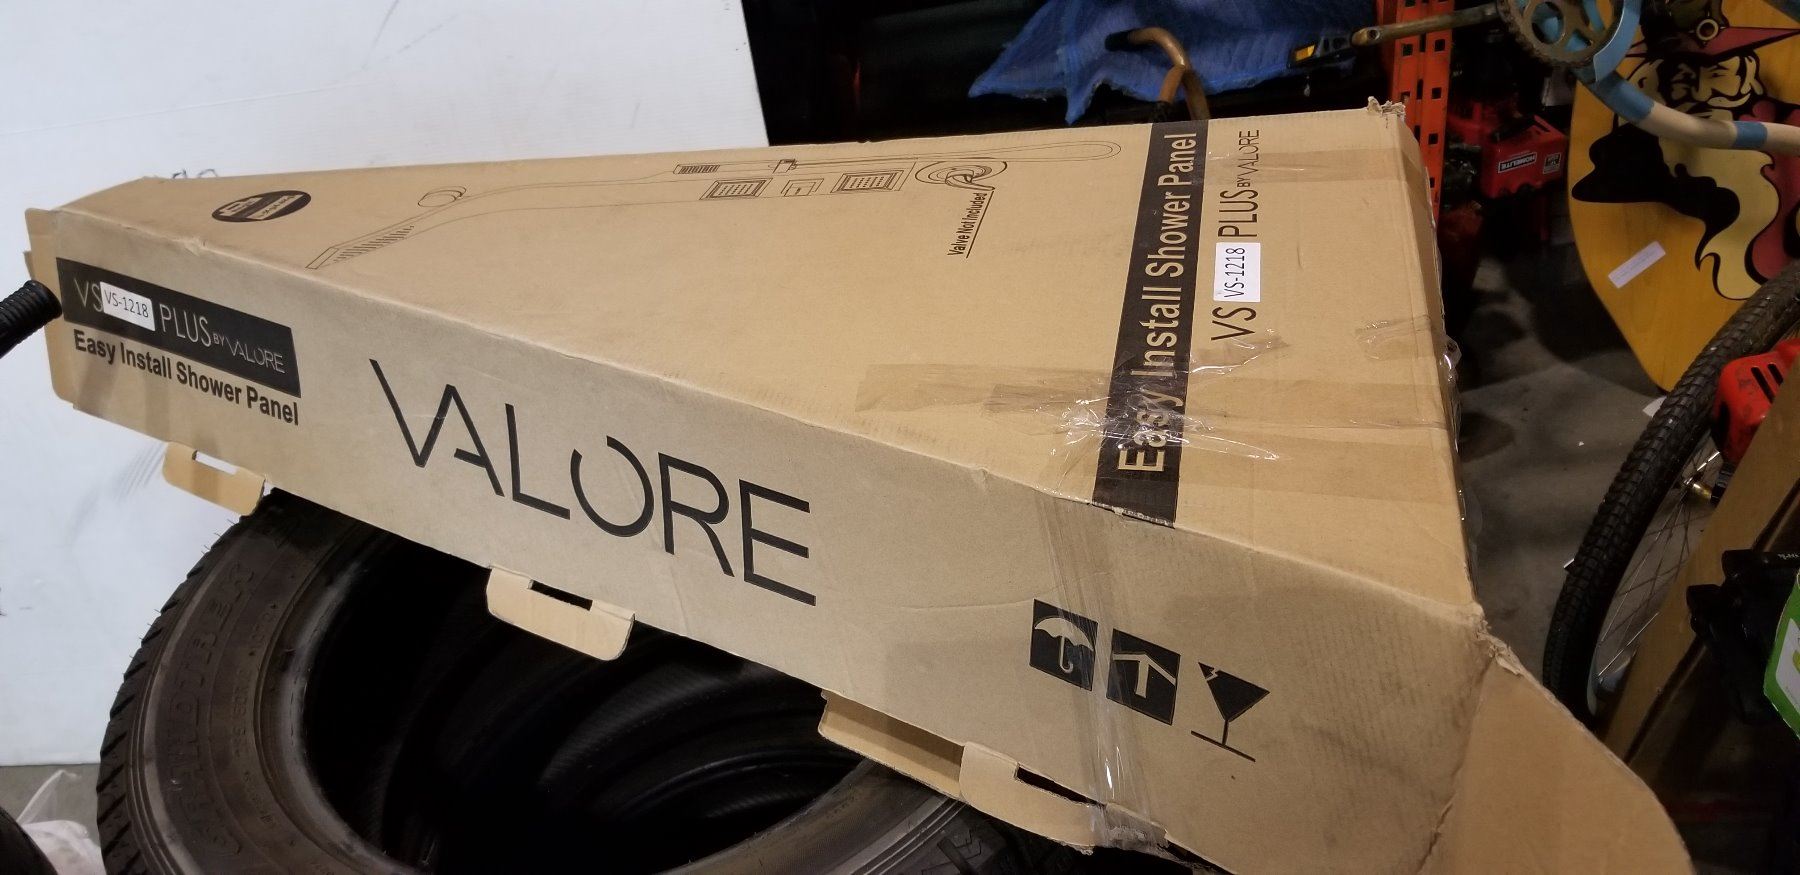 VS VS-1218 PLUS BY VALORE
Easy Install Shower Panel
VALORE
Valve Not Included
Easy Install Shower Panel
VS VS-1218 PLUS BY VALORE
HOMELITE